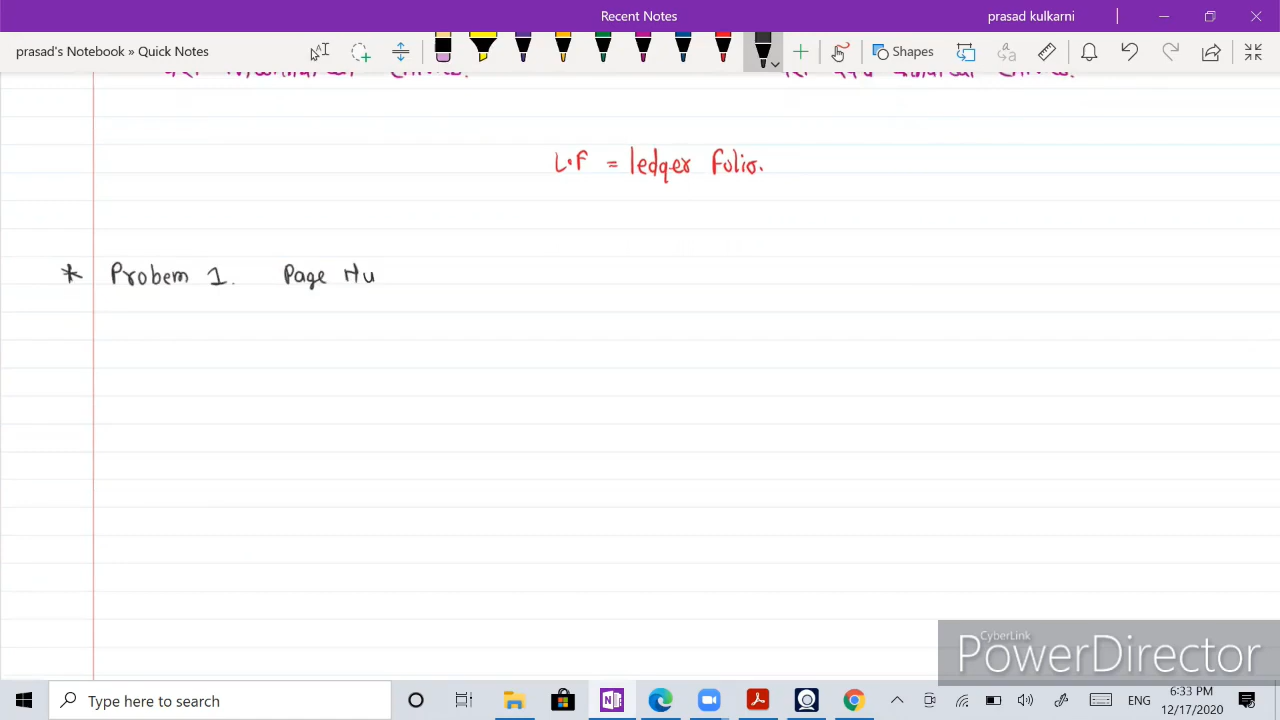 Recent Notes
prasad kulkarni
prasad's Notebook » Quick Notes
Shapes
L.F = ledger Folio.
* Probem 1. Page Nu
CyberLink
PowerDirector
Type here to search
ENG
6:33 PM
12/17/2020